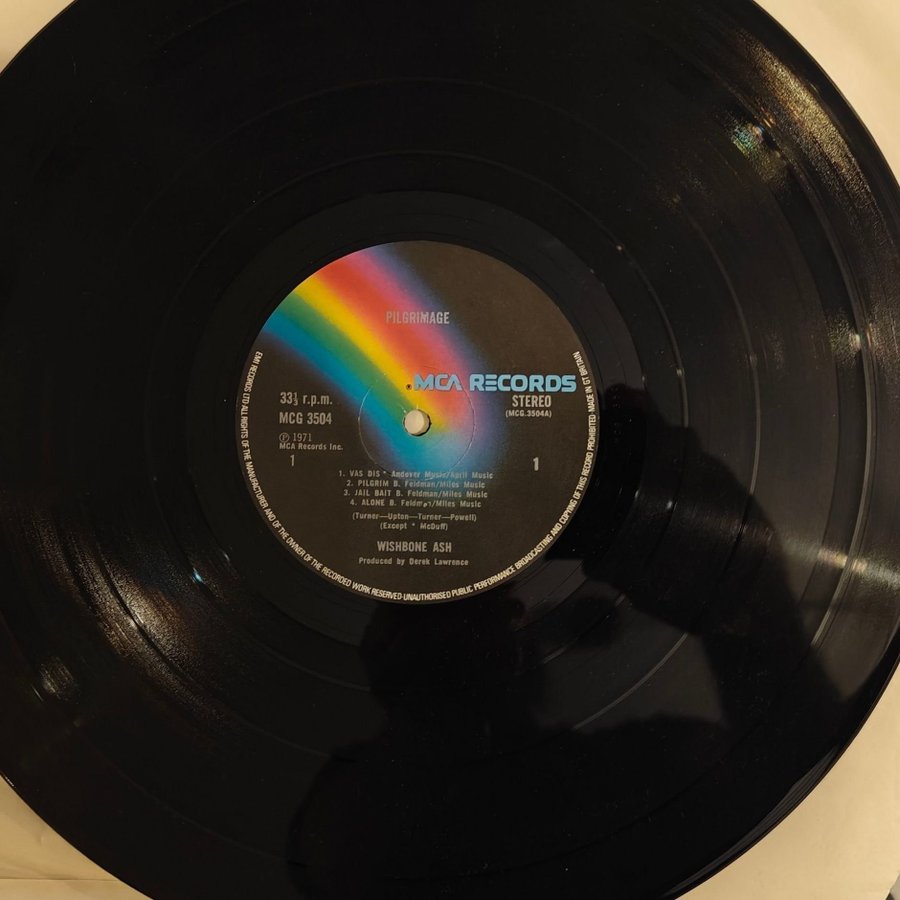 PILGRIMAGE
MCA RECORDS
33⅓ r.p.m.
STEREO
MCG 3504
(MCG.3504A)
Ⓟ 1971
MCA Records Inc.
1
1
1. VAS DIS * Andover Music/April Music
2. PILGRIM B. Feldman/Miles Music
3. JAIL BAIT B. Feldman/Miles Music
4. ALONE B. Feldman/Miles Music
(Turner—Upton—Turner—Powell)
(Except * McDuff)
WISHBONE ASH
Produced by Derek Lawrence
EMI RECORDS LTD ALL RIGHTS OF THE MANUFACTURER AND OF THE OWNER OF THE RECORDED WORK RESERVED·UNAUTHORISED PUBLIC PERFORMANCE BROADCASTING AND COPYING OF THIS RECORD PROHIBITED·MADE IN GT BRITAIN